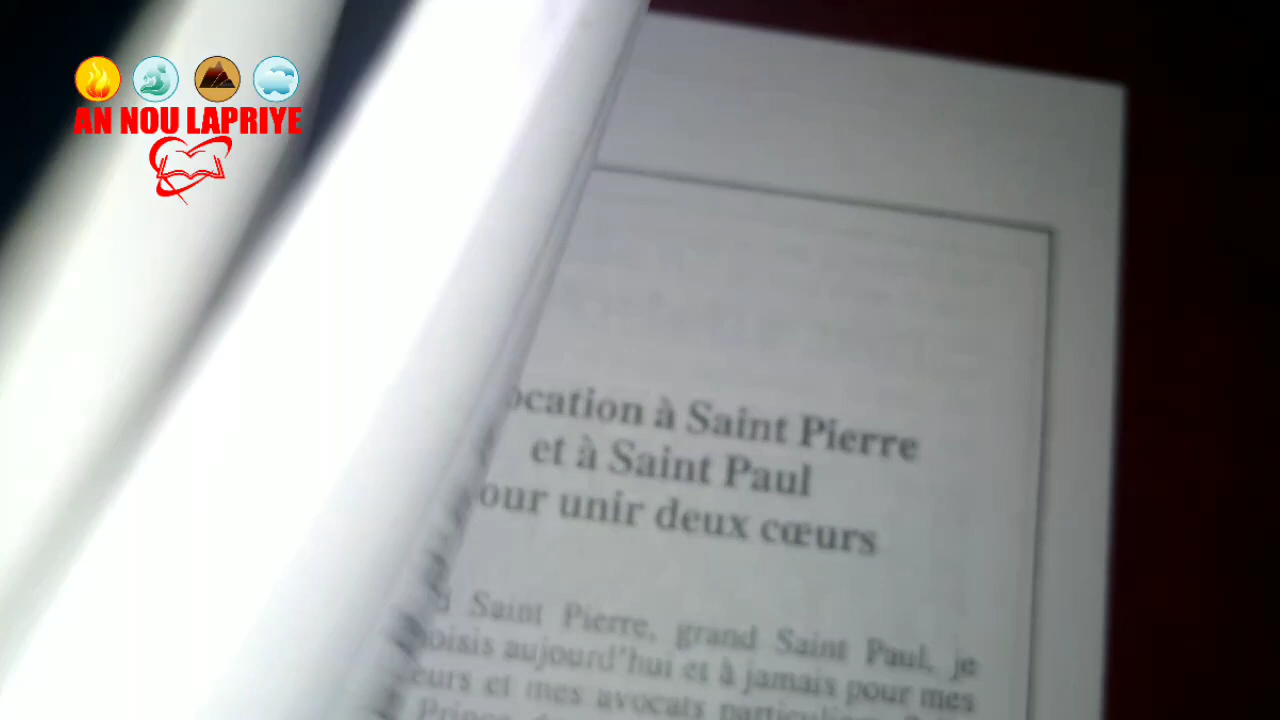 AN NOU LAPRIYE
ocation à Saint Pierre
et à Saint Paul
our unir deux cœurs
Saint Pierre, grand Saint Paul, je
oisis aujourd'hui et à jamais pour mes
eurs et mes avocats